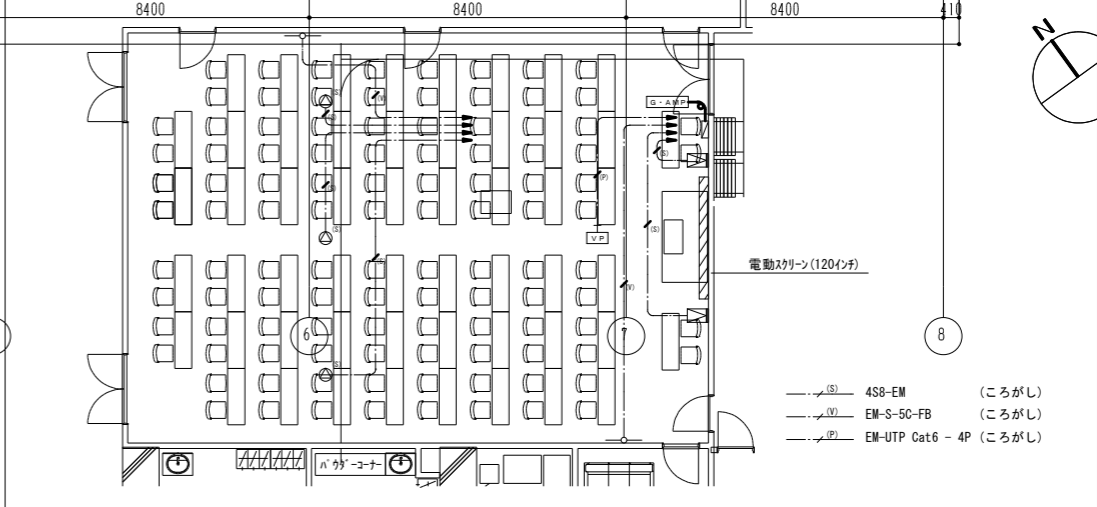 8400
8400
8400
410
N
(S)
(V)
(S)
G-AMP
(S)
(S)
(P)
(S)
(S)
VP
電動スクリーン(120インチ)
(V)
6
7
8
(S)
(S) 4S8-EM (ころがし)
(V) EM-S-5C-FB (ころがし)
(P) EM-UTP Cat6 - 4P (ころがし)
パウダーコーナー